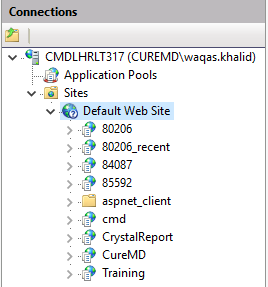 Connections
CMDLHRLT317 (CUREMD\waqas.khalid)
Application Pools
Sites
Default Web Site
80206
80206_recent
84087
85592
aspnet_client
cmd
CrystalReport
CureMD
Training